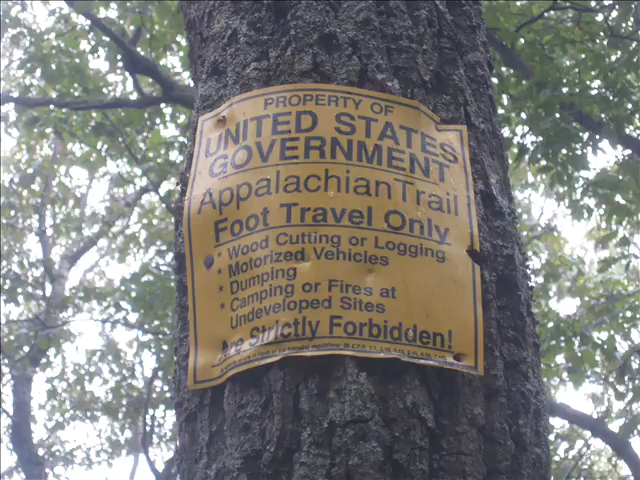 PROPERTY OF
UNITED STATES
GOVERNMENT
Appalachian Trail
Foot Travel Only
* Wood Cutting or Logging
* Motorized Vehicles
* Dumping
* Camping or Fires at
Undeveloped Sites
Are Strictly Forbidden!